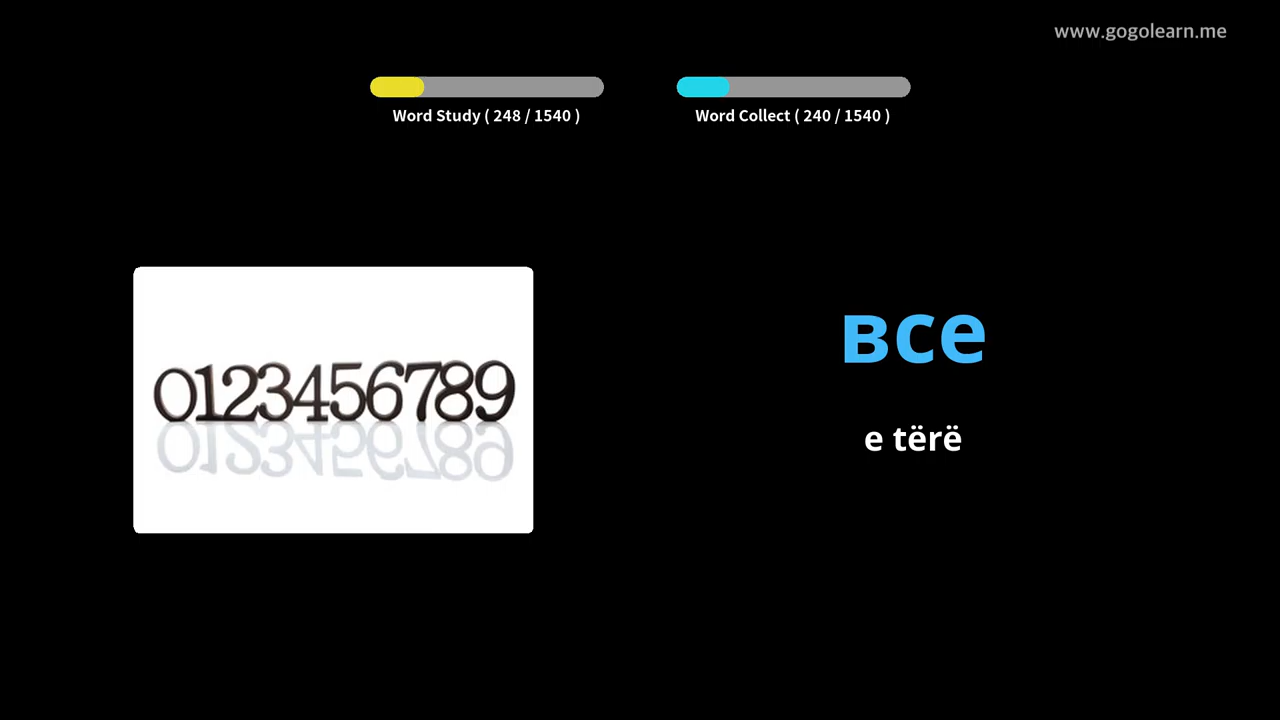 www.gogolearn.me
Word Study ( 248 / 1540 )
Word Collect ( 240 / 1540 )
0123456789
все
e tërë